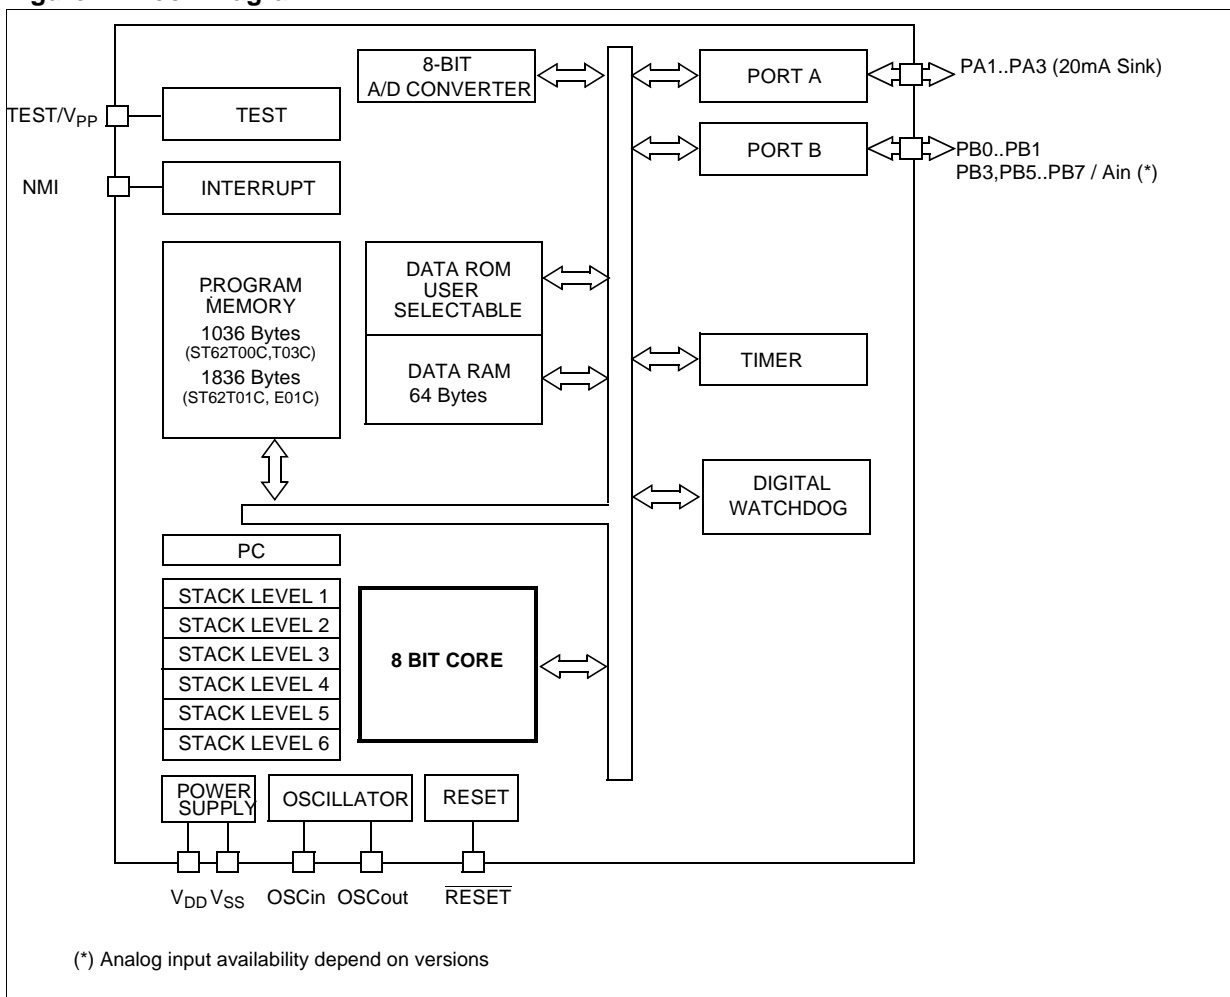 8-BIT
A/D CONVERTER
PORT A
PA1..PA3 (20mA Sink)
TEST/VPP
TEST
PORT B
PB0..PB1
PB3,PB5..PB7 / Ain (*)
NMI
INTERRUPT
PROGRAM
MEMORY
1036 Bytes
(ST62T00C,T03C)
1836 Bytes
(ST62T01C, E01C)
DATA ROM
USER
SELECTABLE
DATA RAM
64 Bytes
TIMER
DIGITAL
WATCHDOG
PC
STACK LEVEL 1
STACK LEVEL 2
STACK LEVEL 3
STACK LEVEL 4
STACK LEVEL 5
STACK LEVEL 6
8 BIT CORE
POWER
SUPPLY
OSCILLATOR
RESET
VDD VSS OSCin OSCout RESET
(*) Analog input availability depend on versions